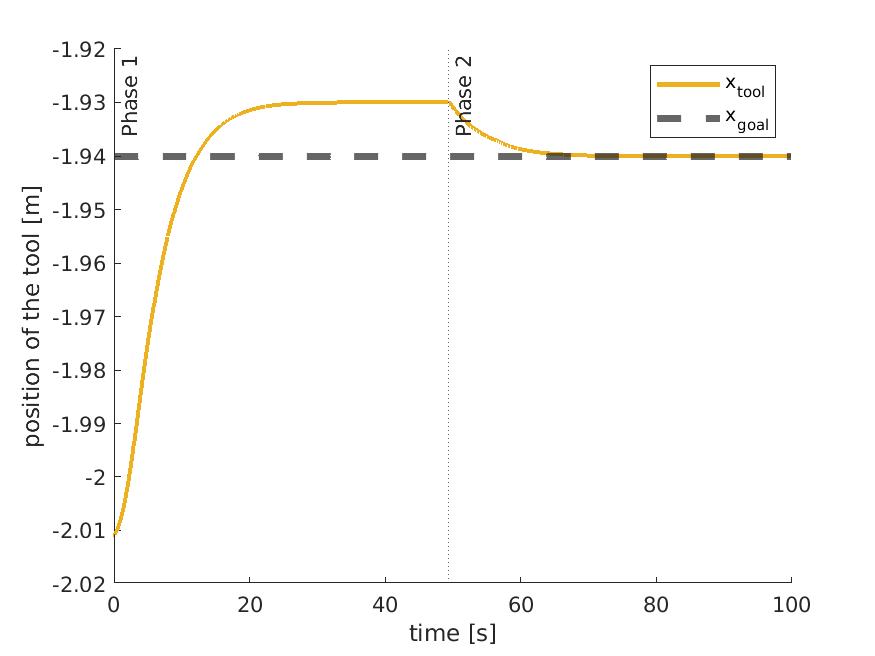 -1.92
-1.93
-1.94
-1.95
-1.96
-1.97
-1.98
-1.99
-2
-2.01
-2.02
position of the tool [m]
Phase 1
Phase 2
x_tool
x_goal
0
20
40
60
80
100
time [s]